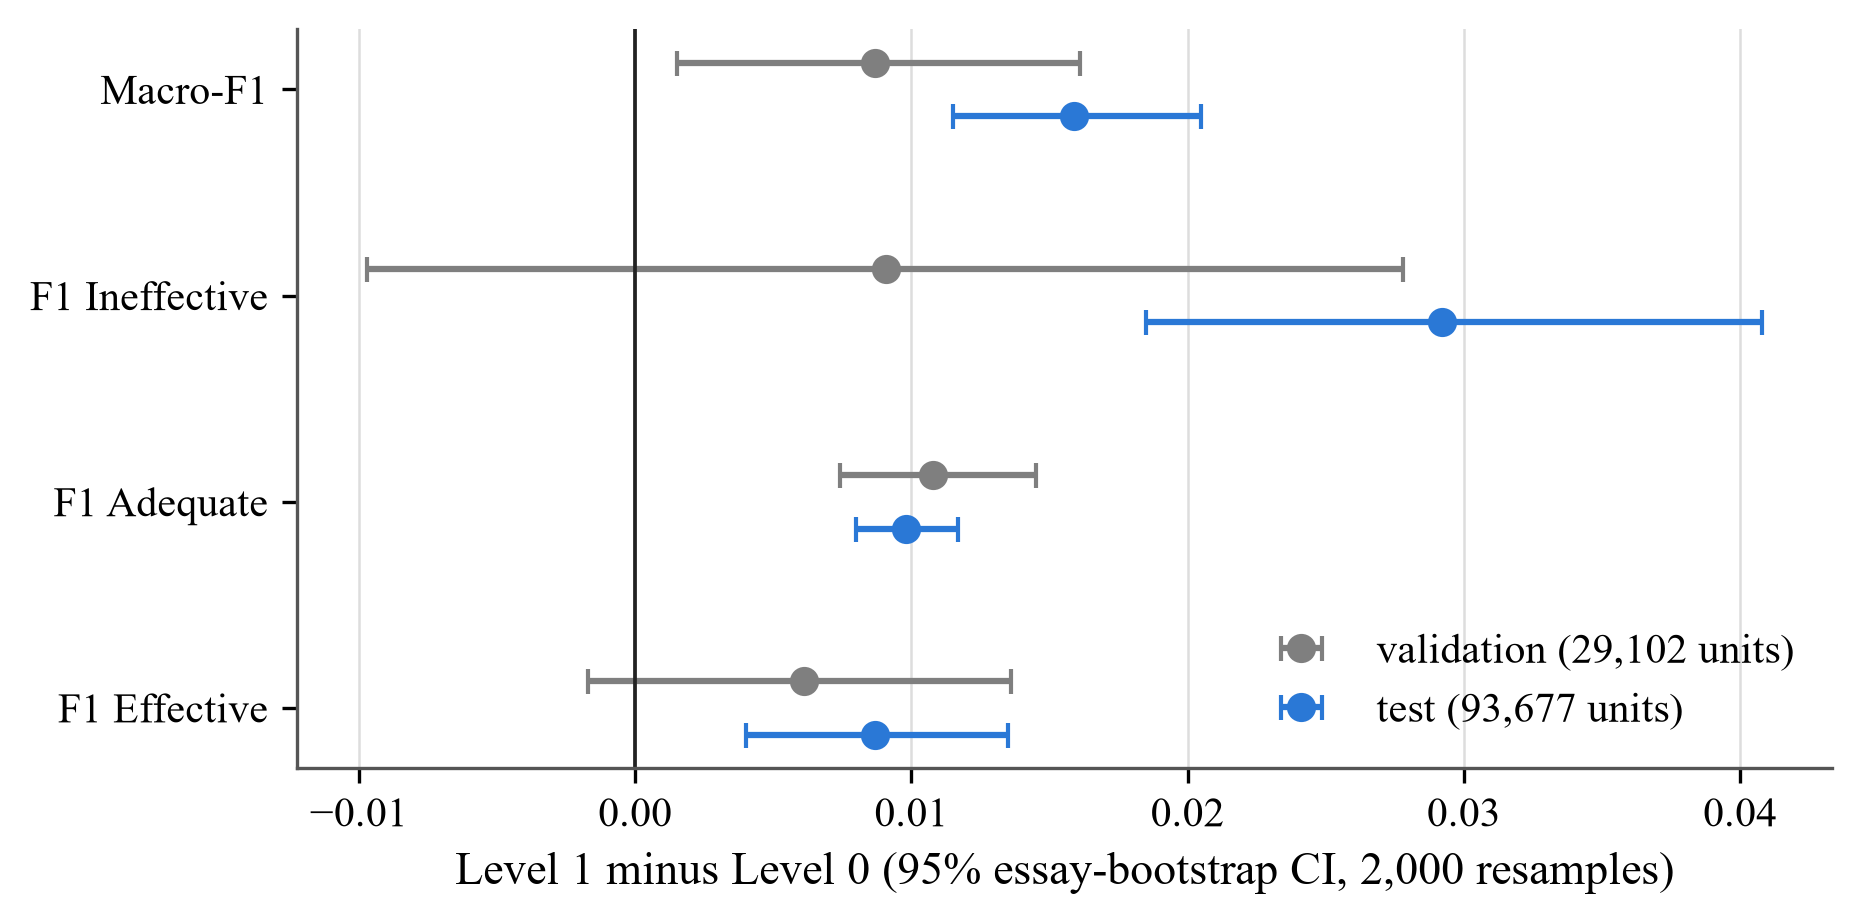 Macro-F1
F1 Ineffective
F1 Adequate
F1 Effective
validation (29,102 units)
test (93,677 units)
−0.01 0.00 0.01 0.02 0.03 0.04
Level 1 minus Level 0 (95% essay-bootstrap CI, 2,000 resamples)